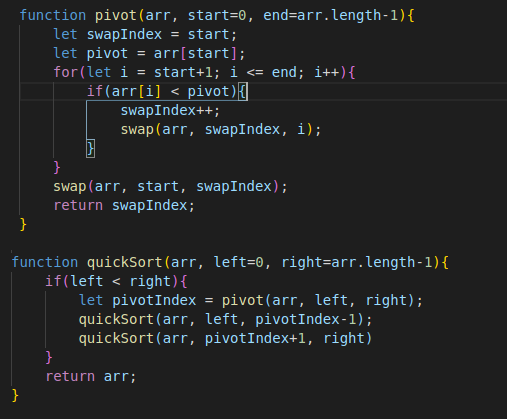 function pivot(arr, start=0, end=arr.length-1){
    let swapIndex = start;
    let pivot = arr[start];
    for(let i = start+1; i <= end; i++){
        if(arr[i] < pivot){
            swapIndex++;
            swap(arr, swapIndex, i);
        }
    }
    swap(arr, start, swapIndex);
    return swapIndex;
}
function quickSort(arr, left=0, right=arr.length-1){
    if(left < right){
        let pivotIndex = pivot(arr, left, right);
        quickSort(arr, left, pivotIndex-1);
        quickSort(arr, pivotIndex+1, right)
    }
    return arr;
}